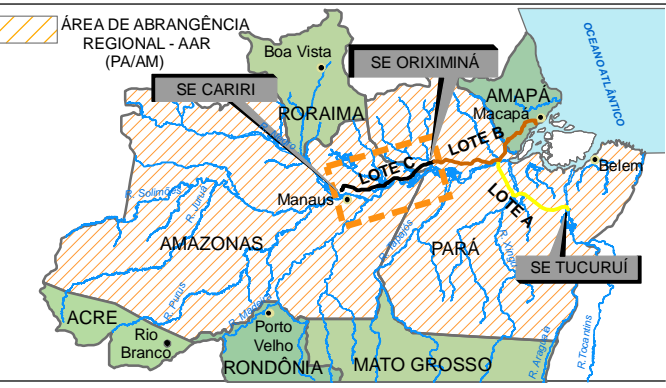 ÁREA DE ABRANGÊNCIA
REGIONAL - AAR
(PA/AM)
Boa Vista
SE ORIXIMINÁ
OCEANO ATLÂNTICO
SE CARIRI
RORAIMA
AMAPÁ
Macapá
LOTE B
LOTE C
Belem
R. Solimões
R. Juruá
Manaus
LOTE A
AMAZONAS
R. Tapajós
PARÁ
R. Xingu
SE TUCURUÍ
R. Purus
R. Madeira
ACRE
Rio
Branco
Porto
Velho
RONDÔNIA
MATO GROSSO
R. Araguaia
R.Tocantins